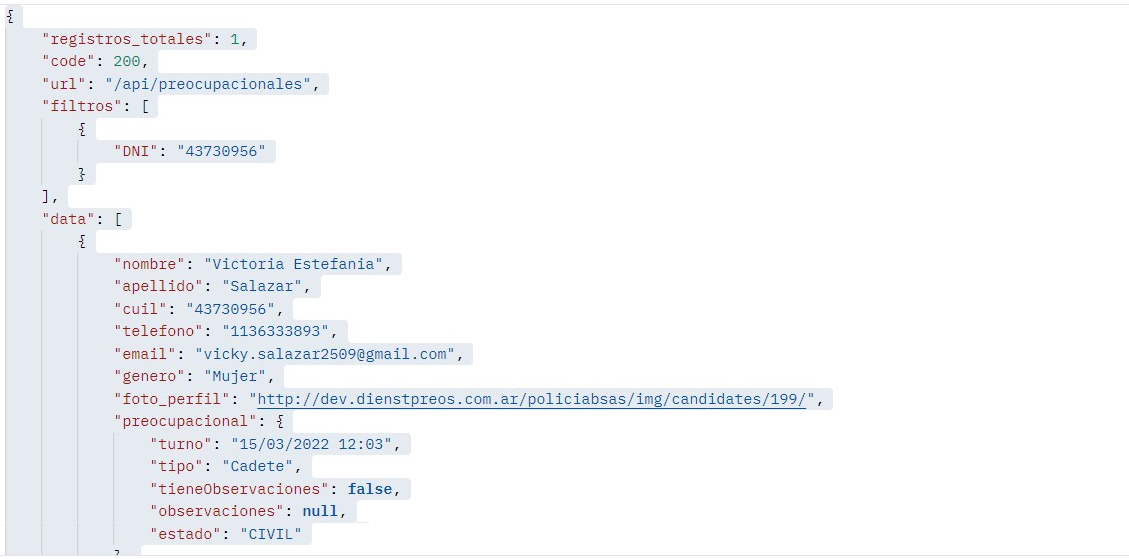 {
"registros_totales": 1,
"code": 200,
"url": "/api/preocupacionales",
"filtros": [
{
"DNI": "43730956"
}
],
"data": [
{
"nombre": "Victoria Estefania",
"apellido": "Salazar",
"cuil": "43730956",
"telefono": "1136333893",
"email": "vicky.salazar2509@gmail.com",
"genero": "Mujer",
"foto_perfil": "http://dev.dienstpreos.com.ar/policiabsas/img/candidates/199/",
"preocupacional": {
"turno": "15/03/2022 12:03",
"tipo": "Cadete",
"tieneObservaciones": false,
"observaciones": null,
"estado": "CIVIL"
}